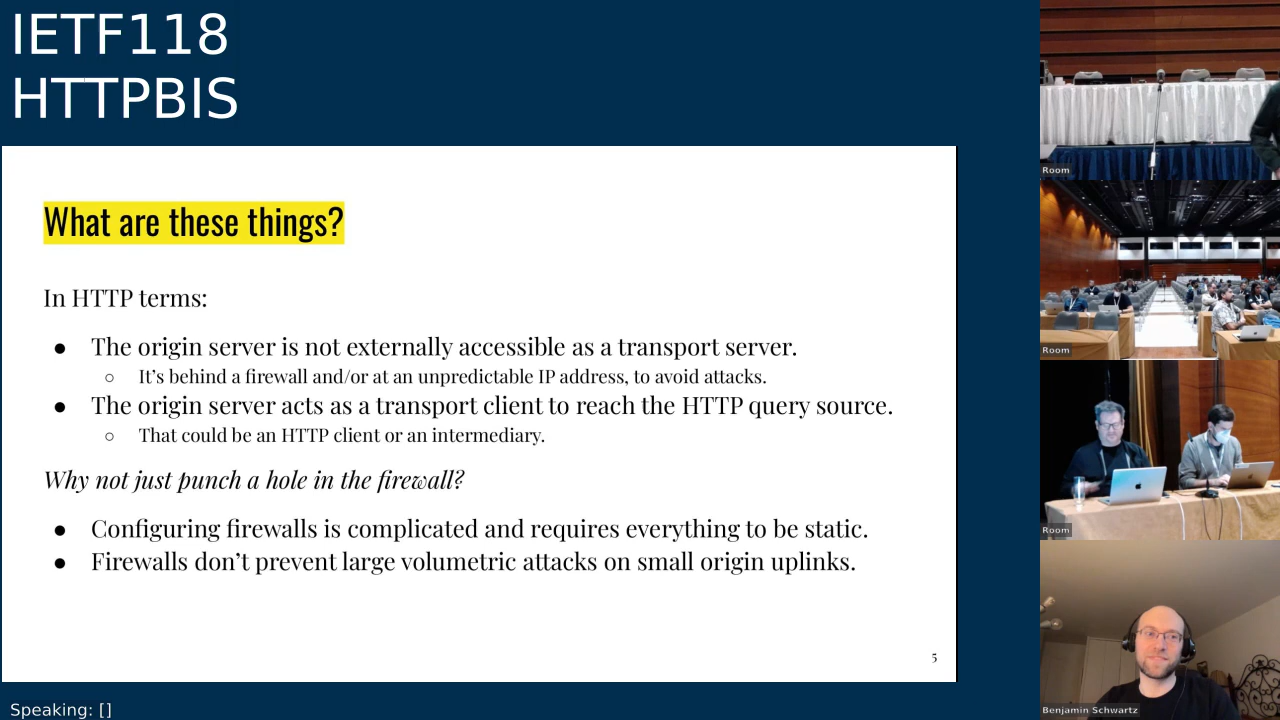 IETF118
HTTPBIS
What are these things?
In HTTP terms:
● The origin server is not externally accessible as a transport server.
○ It’s behind a firewall and/or at an unpredictable IP address, to avoid attacks.
● The origin server acts as a transport client to reach the HTTP query source.
○ That could be an HTTP client or an intermediary.
Why not just punch a hole in the firewall?
● Configuring firewalls is complicated and requires everything to be static.
● Firewalls don’t prevent large volumetric attacks on small origin uplinks.
5
Speaking: []
Room
Room
Room
Benjamin Schwartz